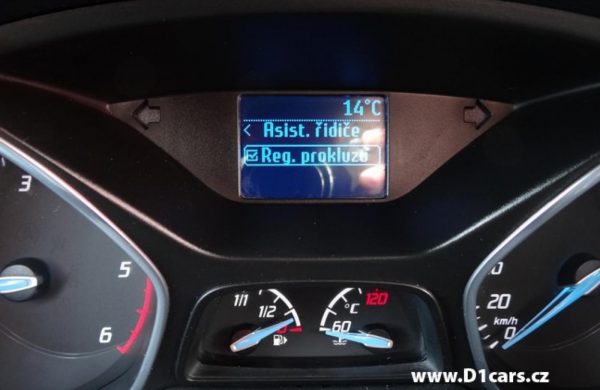 14°C
< Asist. řidiče
Reg. prokluzu
3
5
6
1/1
1/2
°C
120
60
20
km/h
0
www.D1cars.cz